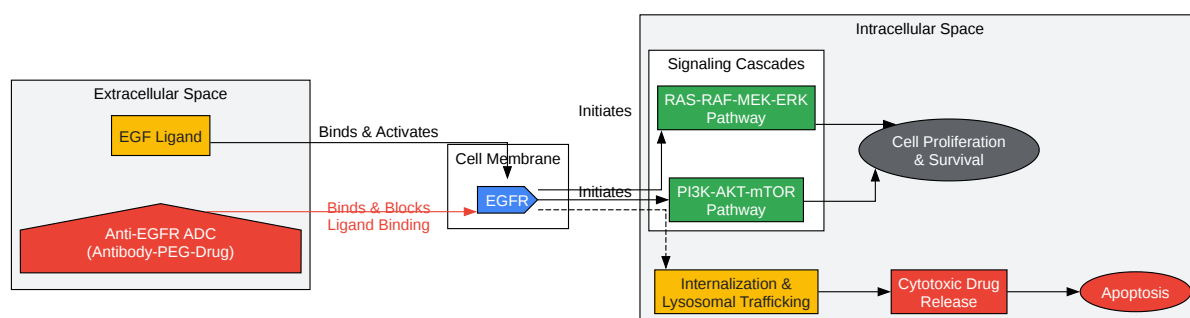 Intracellular Space
Signaling Cascades
Extracellular Space
RAS-RAF-MEK-ERK
Pathway
Initiates
EGF Ligand
Binds & Activates
Cell Proliferation
& Survival
Cell Membrane
EGFR
Initiates
PI3K-AKT-mTOR
Pathway
Binds & Blocks
Ligand Binding
Anti-EGFR ADC
(Antibody-PEG-Drug)
Internalization &
Lysosomal Trafficking
Cytotoxic Drug
Release
Apoptosis